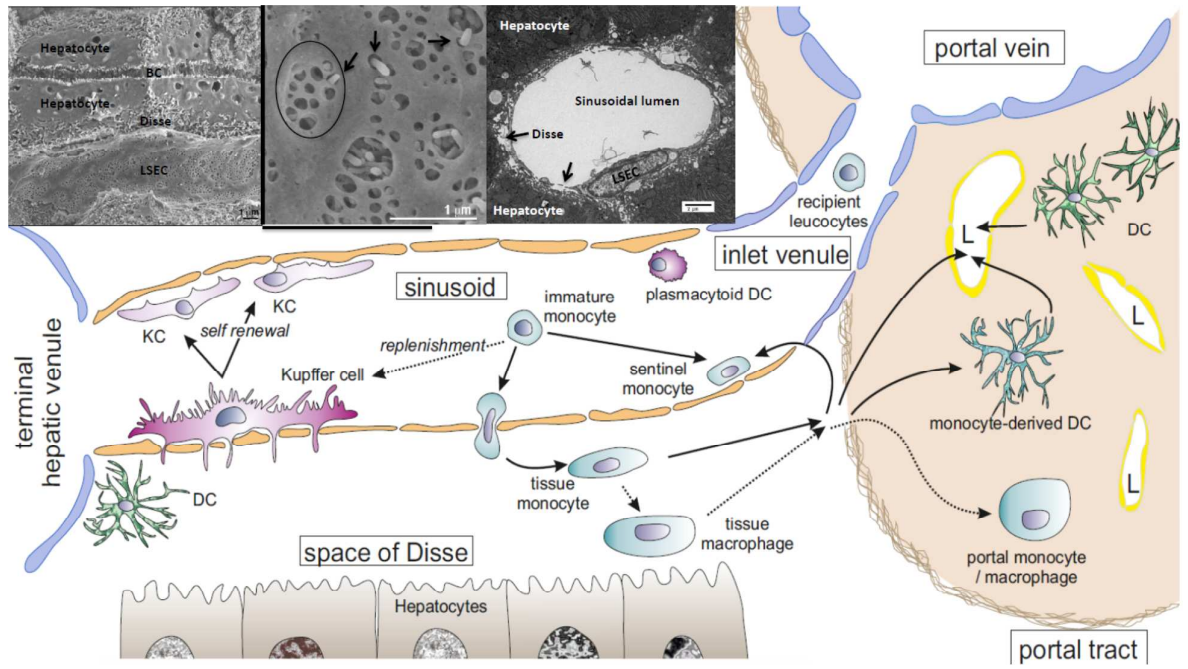 Hepatocyte
BC
Hepatocyte
Disse
LSEC
1 µm
1 µm
Hepatocyte
Sinusoidal lumen
Disse
LSEC
Hepatocyte
portal vein
recipient
leucocytes
DC
L
inlet venule
sinusoid
plasmacytoid DC
KC
KC
self renewal
immature
monocyte
replenishment
Kupffer cell
sentinel
monocyte
L
terminal
hepatic venule
monocyte-derived DC
DC
tissue
monocyte
L
tissue
macrophage
space of Disse
portal monocyte
/ macrophage
Hepatocytes
portal tract